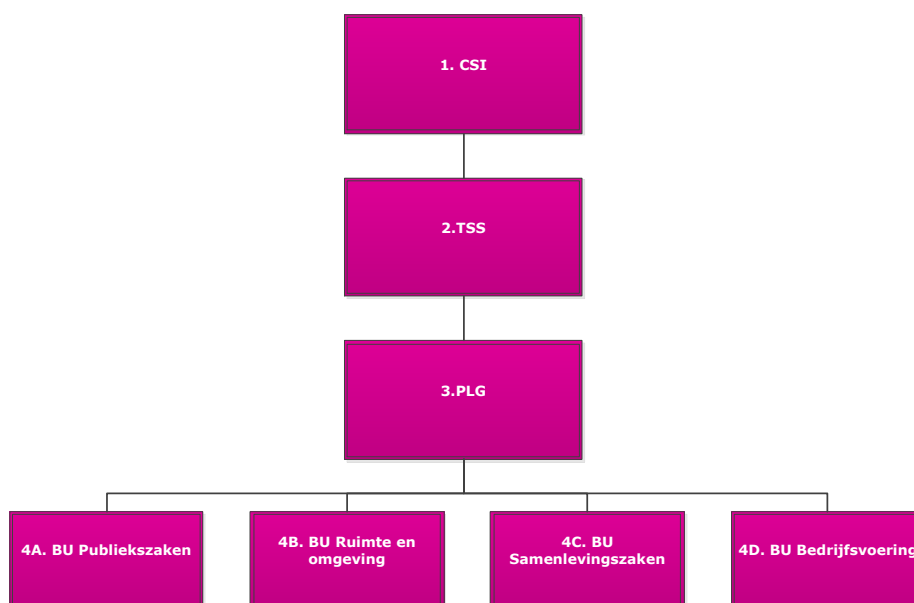 1. CSI
2.TSS
3.PLG
4A. BU Publiekszaken
4B. BU Ruimte en
omgeving
4C. BU
Samenlevingszaken
4D. BU Bedrijfsvoering